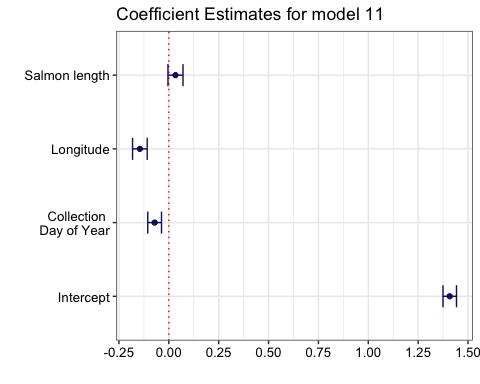 Coefficient Estimates for model 11
Salmon length
Longitude
Collection
Day of Year
Intercept
-0.25 0.00 0.25 0.50 0.75 1.00 1.25 1.50